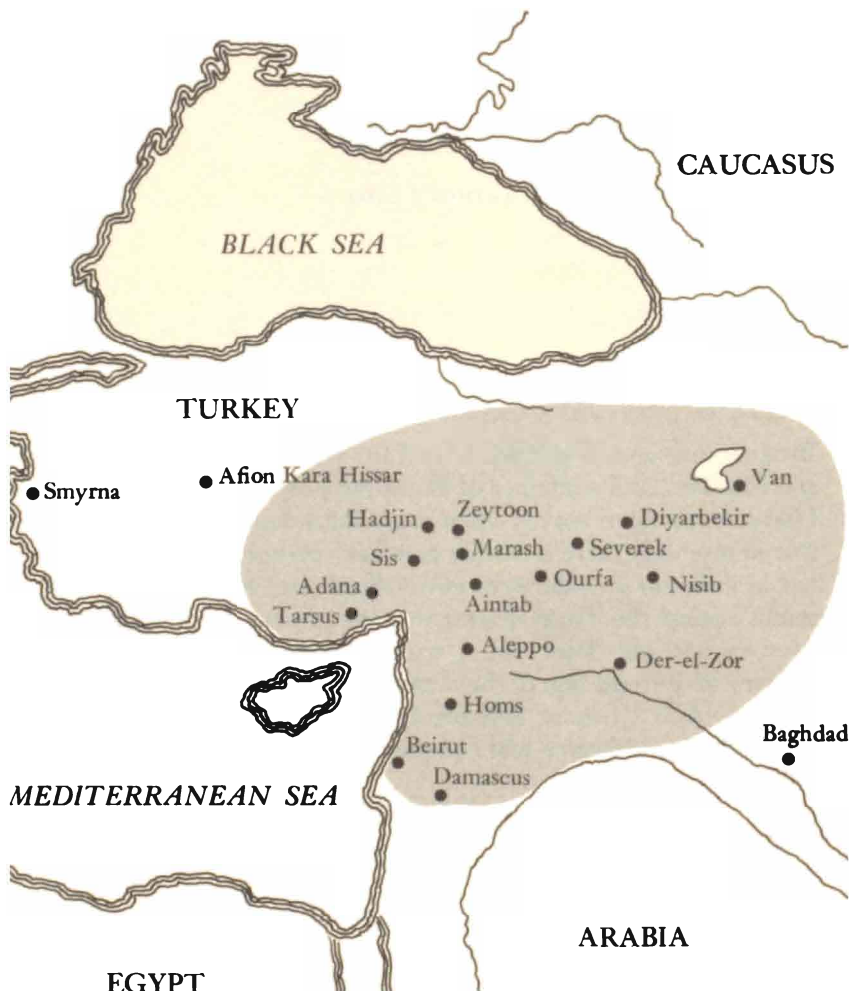 CAUCASUS
BLACK SEA
TURKEY
Afion Kara Hissar
Van
Smyrna
Zeytoon
Hadjin
Diyarbekir
Marash
Severek
Sis
Ourfa
Nisib
Adana
Aintab
Tarsus
Aleppo
Der-el-Zor
Homs
Baghdad
Beirut
Damascus
MEDITERRANEAN SEA
ARABIA
EGYPT